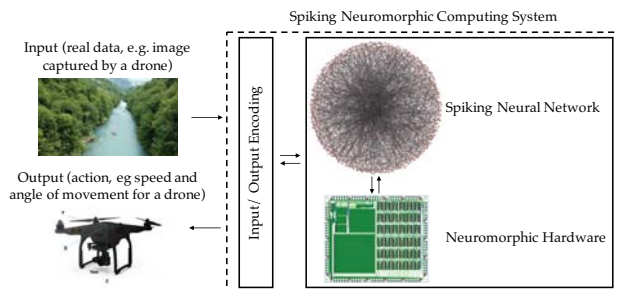 Spiking Neuromorphic Computing System
Input (real data, e.g. image
captured by a drone)
Output (action, eg speed and
angle of movement for a drone)
Input/ Output Encoding
Spiking Neural Network
Neuromorphic Hardware